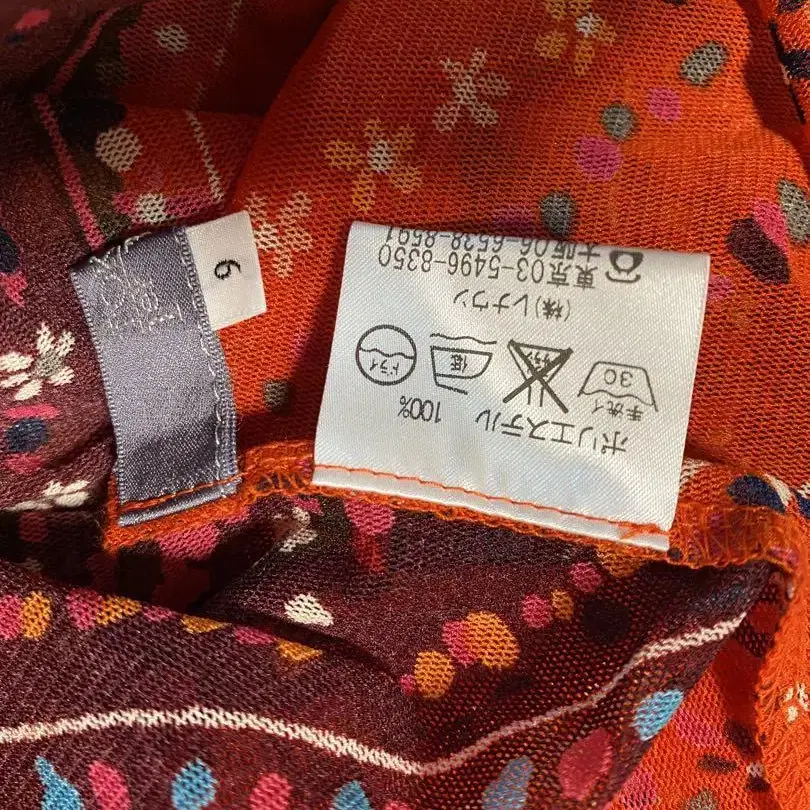 ポリエステル 100%
30
手洗イ
低
ドライ
(株)レナウン
東京03-5496-8350
大阪06-6538-8591
9